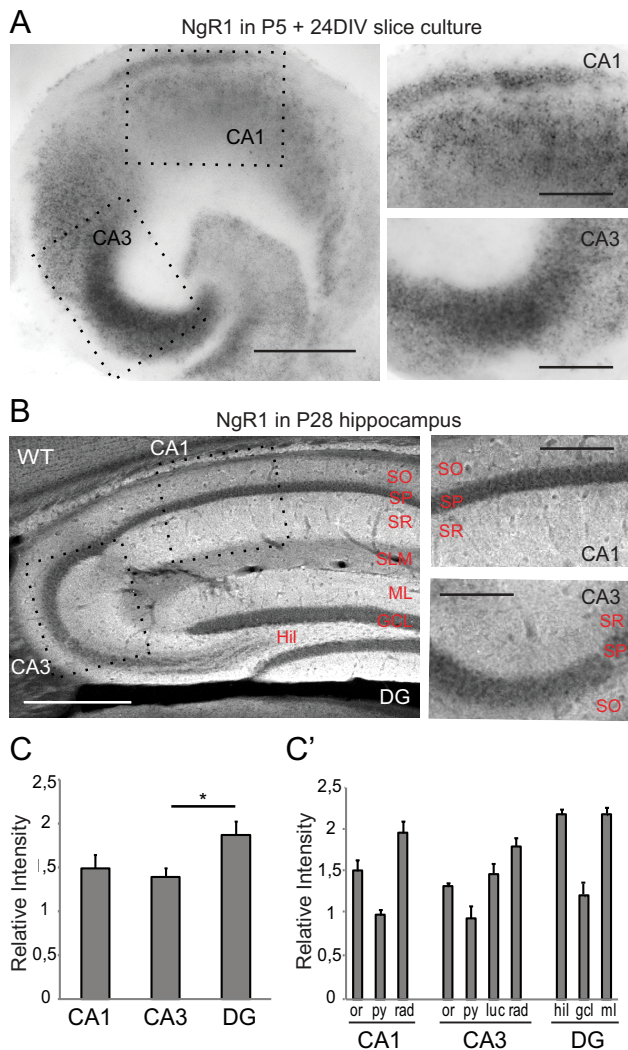 A
NgR1 in P5 + 24DIV slice culture
CA1
CA3
CA1
CA3
B
NgR1 in P28 hippocampus
WT
CA1
SO
SP
SR
SLM
ML
GCL
Hil
CA3
DG
SO
SP
SR
CA1
CA3
SR
SP
SO
C
Relative Intensity
2,5
2
1,5
1
0,5
0
*
CA1 CA3 DG
C'
Relative Intensity
2,5
2
1,5
1
0,5
0
or py rad or py luc rad hil gcl ml
CA1 CA3 DG